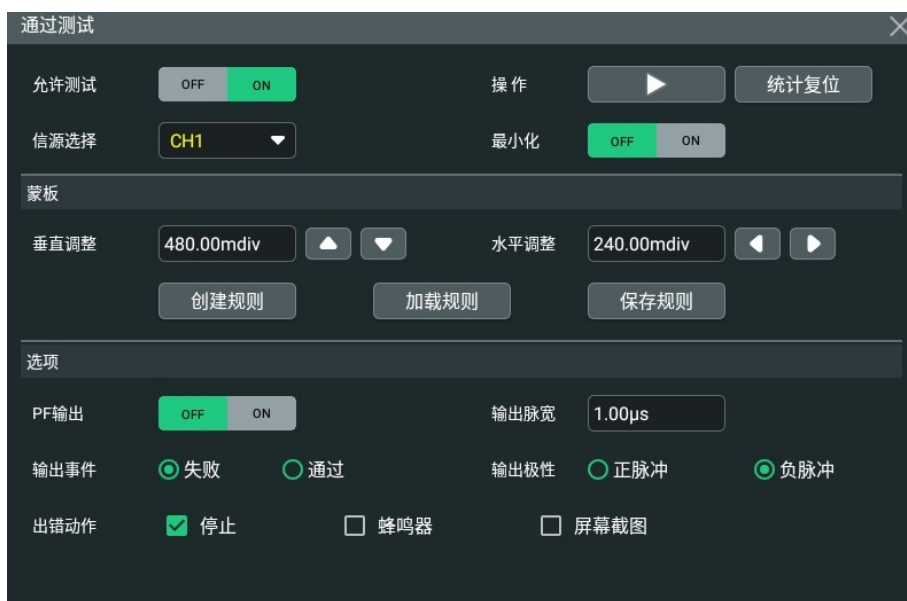 通过测试
允许测试 OFF ON 操作 统计复位
信源选择 CH1 最小化 OFF ON
蒙板
垂直调整 480.00mdiv 水平调整 240.00mdiv
创建规则 加载规则 保存规则
选项
PF输出 OFF ON 输出脉宽 1.00μs
输出事件 失败 通过 输出极性 正脉冲 负脉冲
出错动作 停止 蜂鸣器 屏幕截图